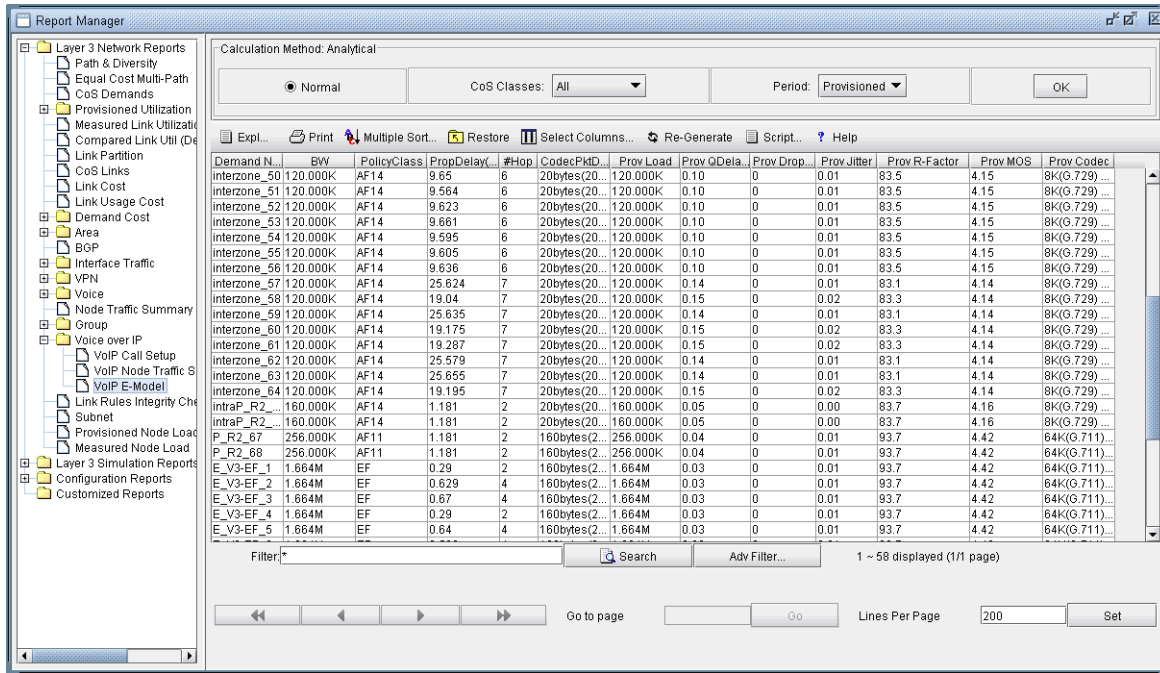 Report Manager
Layer 3 Network Reports
Path & Diversity
Equal Cost Multi-Path
CoS Demands
Provisioned Utilization
Measured Link Utilizatio
Compared Link Util (De
Link Partition
CoS Links
Link Cost
Link Usage Cost
Demand Cost
Area
BGP
Interface Traffic
VPN
Voice
Node Traffic Summary
Group
Voice over IP
VoIP Call Setup
VoIP Node Traffic S
VoIP E-Model
Link Rules Integrity Che
Subnet
Provisioned Node Load
Measured Node Load
Layer 3 Simulation Reports
Configuration Reports
Customized Reports
Calculation Method: Analytical
Normal CoS Classes: All Period: Provisioned OK
Expl... Print Multiple Sort... Restore Select Columns... Re-Generate Script... ? Help
Demand N... BW PolicyClass PropDelay(... #Hop CodecPktD... Prov Load Prov QDela... Prov Drop... Prov Jitter Prov R-Factor Prov MOS Prov Codec
interzone_50 120.000K AF14 9.65 6 20bytes(20... 120.000K 0.10 0 0.01 83.5 4.15 8K(G.729) ...
interzone_51 120.000K AF14 9.564 6 20bytes(20... 120.000K 0.10 0 0.01 83.5 4.15 8K(G.729) ...
interzone_52 120.000K AF14 9.623 6 20bytes(20... 120.000K 0.10 0 0.01 83.5 4.15 8K(G.729) ...
interzone_53 120.000K AF14 9.661 6 20bytes(20... 120.000K 0.10 0 0.01 83.5 4.15 8K(G.729) ...
interzone_54 120.000K AF14 9.595 6 20bytes(20... 120.000K 0.10 0 0.01 83.5 4.15 8K(G.729) ...
interzone_55 120.000K AF14 9.605 6 20bytes(20... 120.000K 0.10 0 0.01 83.5 4.15 8K(G.729) ...
interzone_56 120.000K AF14 9.636 6 20bytes(20... 120.000K 0.10 0 0.01 83.5 4.15 8K(G.729) ...
interzone_57 120.000K AF14 25.624 7 20bytes(20... 120.000K 0.14 0 0.01 83.1 4.14 8K(G.729) ...
interzone_58 120.000K AF14 19.04 7 20bytes(20... 120.000K 0.15 0 0.02 83.3 4.14 8K(G.729) ...
interzone_59 120.000K AF14 25.635 7 20bytes(20... 120.000K 0.14 0 0.01 83.1 4.14 8K(G.729) ...
interzone_60 120.000K AF14 19.175 7 20bytes(20... 120.000K 0.15 0 0.02 83.3 4.14 8K(G.729) ...
interzone_61 120.000K AF14 19.287 7 20bytes(20... 120.000K 0.15 0 0.02 83.3 4.14 8K(G.729) ...
interzone_62 120.000K AF14 25.579 7 20bytes(20... 120.000K 0.14 0 0.01 83.1 4.14 8K(G.729) ...
interzone_63 120.000K AF14 25.655 7 20bytes(20... 120.000K 0.14 0 0.01 83.1 4.14 8K(G.729) ...
interzone_64 120.000K AF14 19.195 7 20bytes(20... 120.000K 0.15 0 0.02 83.3 4.14 8K(G.729) ...
intraP_R2_... 160.000K AF14 1.181 2 20bytes(20... 160.000K 0.05 0 0.00 83.7 4.16 8K(G.729) ...
intraP_R2_... 160.000K AF14 1.181 2 20bytes(20... 160.000K 0.05 0 0.00 83.7 4.16 8K(G.729) ...
P_R2_67 256.000K AF11 1.181 2 160bytes(2... 256.000K 0.04 0 0.01 93.7 4.42 64K(G.711)...
P_R2_68 256.000K AF11 1.181 2 160bytes(2... 256.000K 0.04 0 0.01 93.7 4.42 64K(G.711)...
E_V3-EF_1 1.664M EF 0.29 2 160bytes(2... 1.664M 0.03 0 0.01 93.7 4.42 64K(G.711)...
E_V3-EF_2 1.664M EF 0.629 4 160bytes(2... 1.664M 0.03 0 0.01 93.7 4.42 64K(G.711)...
E_V3-EF_3 1.664M EF 0.67 4 160bytes(2... 1.664M 0.03 0 0.01 93.7 4.42 64K(G.711)...
E_V3-EF_4 1.664M EF 0.29 2 160bytes(2... 1.664M 0.03 0 0.01 93.7 4.42 64K(G.711)...
E_V3-EF_5 1.664M EF 0.64 4 160bytes(2... 1.664M 0.03 0 0.01 93.7 4.42 64K(G.711)...
Filter: * Search Adv Filter... 1 ~ 58 displayed (1/1 page)
Go to page Go Lines Per Page 200 Set